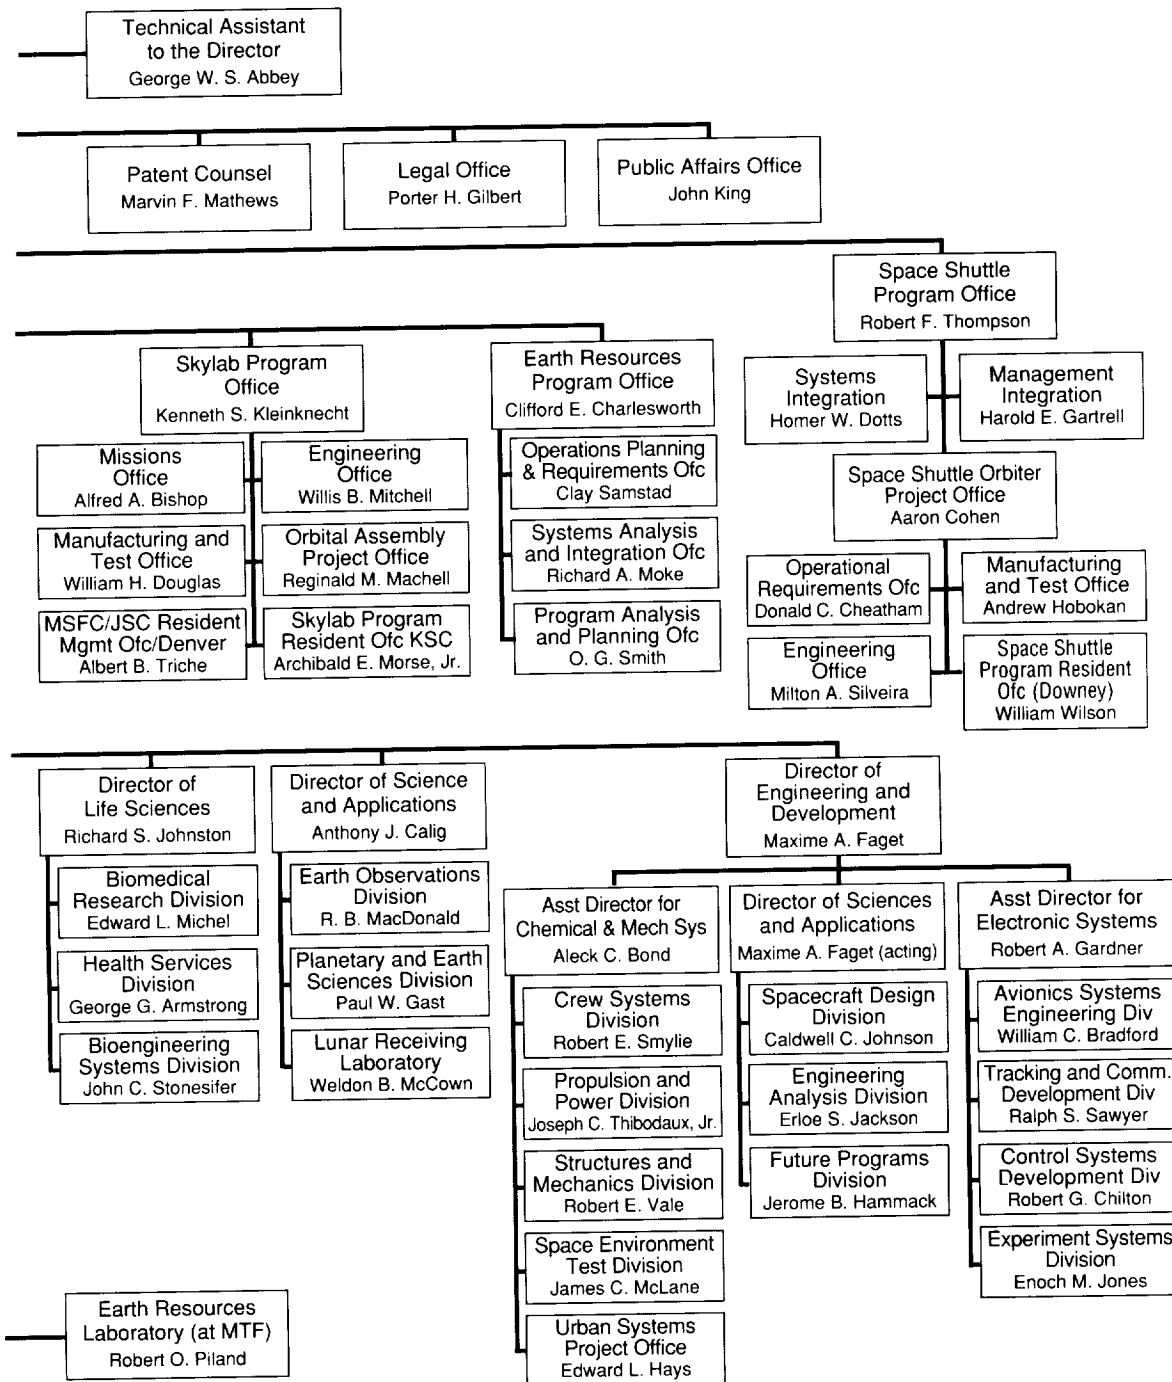 Technical Assistant
to the Director
George W. S. Abbey
Patent Counsel
Marvin F. Mathews
Legal Office
Porter H. Gilbert
Public Affairs Office
John King
Space Shuttle
Program Office
Robert F. Thompson
Skylab Program
Office
Kenneth S. Kleinknecht
Earth Resources
Program Office
Clifford E. Charlesworth
Systems
Integration
Homer W. Dotts
Management
Integration
Harold E. Gartrell
Missions
Office
Alfred A. Bishop
Engineering
Office
Willis B. Mitchell
Operations Planning
& Requirements Ofc
Clay Samstad
Space Shuttle Orbiter
Project Office
Aaron Cohen
Manufacturing and
Test Office
William H. Douglas
Orbital Assembly
Project Office
Reginald M. Machell
Systems Analysis
and Integration Ofc
Richard A. Moke
Operational
Requirements Ofc
Donald C. Cheatham
Manufacturing
and Test Office
Andrew Hobokan
MSFC/JSC Resident
Mgmt Ofc/Denver
Albert B. Triche
Skylab Program
Resident Ofc KSC
Archibald E. Morse, Jr.
Program Analysis
and Planning Ofc
O. G. Smith
Engineering
Office
Milton A. Silveira
Space Shuttle
Program Resident
Ofc (Downey)
William Wilson
Director of
Life Sciences
Richard S. Johnston
Director of Science
and Applications
Anthony J. Calig
Director of
Engineering and
Development
Maxime A. Faget
Biomedical
Research Division
Edward L. Michel
Earth Observations
Division
R. B. MacDonald
Health Services
Division
George G. Armstrong
Planetary and Earth
Sciences Division
Paul W. Gast
Bioengineering
Systems Division
John C. Stonesifer
Lunar Receiving
Laboratory
Weldon B. McCown
Asst Director for
Chemical & Mech Sys
Aleck C. Bond
Director of Sciences
and Applications
Maxime A. Faget (acting)
Asst Director for
Electronic Systems
Robert A. Gardner
Crew Systems
Division
Robert E. Smylie
Spacecraft Design
Division
Caldwell C. Johnson
Avionics Systems
Engineering Div
William C. Bradford
Propulsion and
Power Division
Joseph C. Thibodaux, Jr.
Engineering
Analysis Division
Erloe S. Jackson
Tracking and Comm.
Development Div
Ralph S. Sawyer
Structures and
Mechanics Division
Robert E. Vale
Future Programs
Division
Jerome B. Hammack
Control Systems
Development Div
Robert G. Chilton
Space Environment
Test Division
James C. McLane
Experiment Systems
Division
Enoch M. Jones
Urban Systems
Project Office
Edward L. Hays
Earth Resources
Laboratory (at MTF)
Robert O. Piland